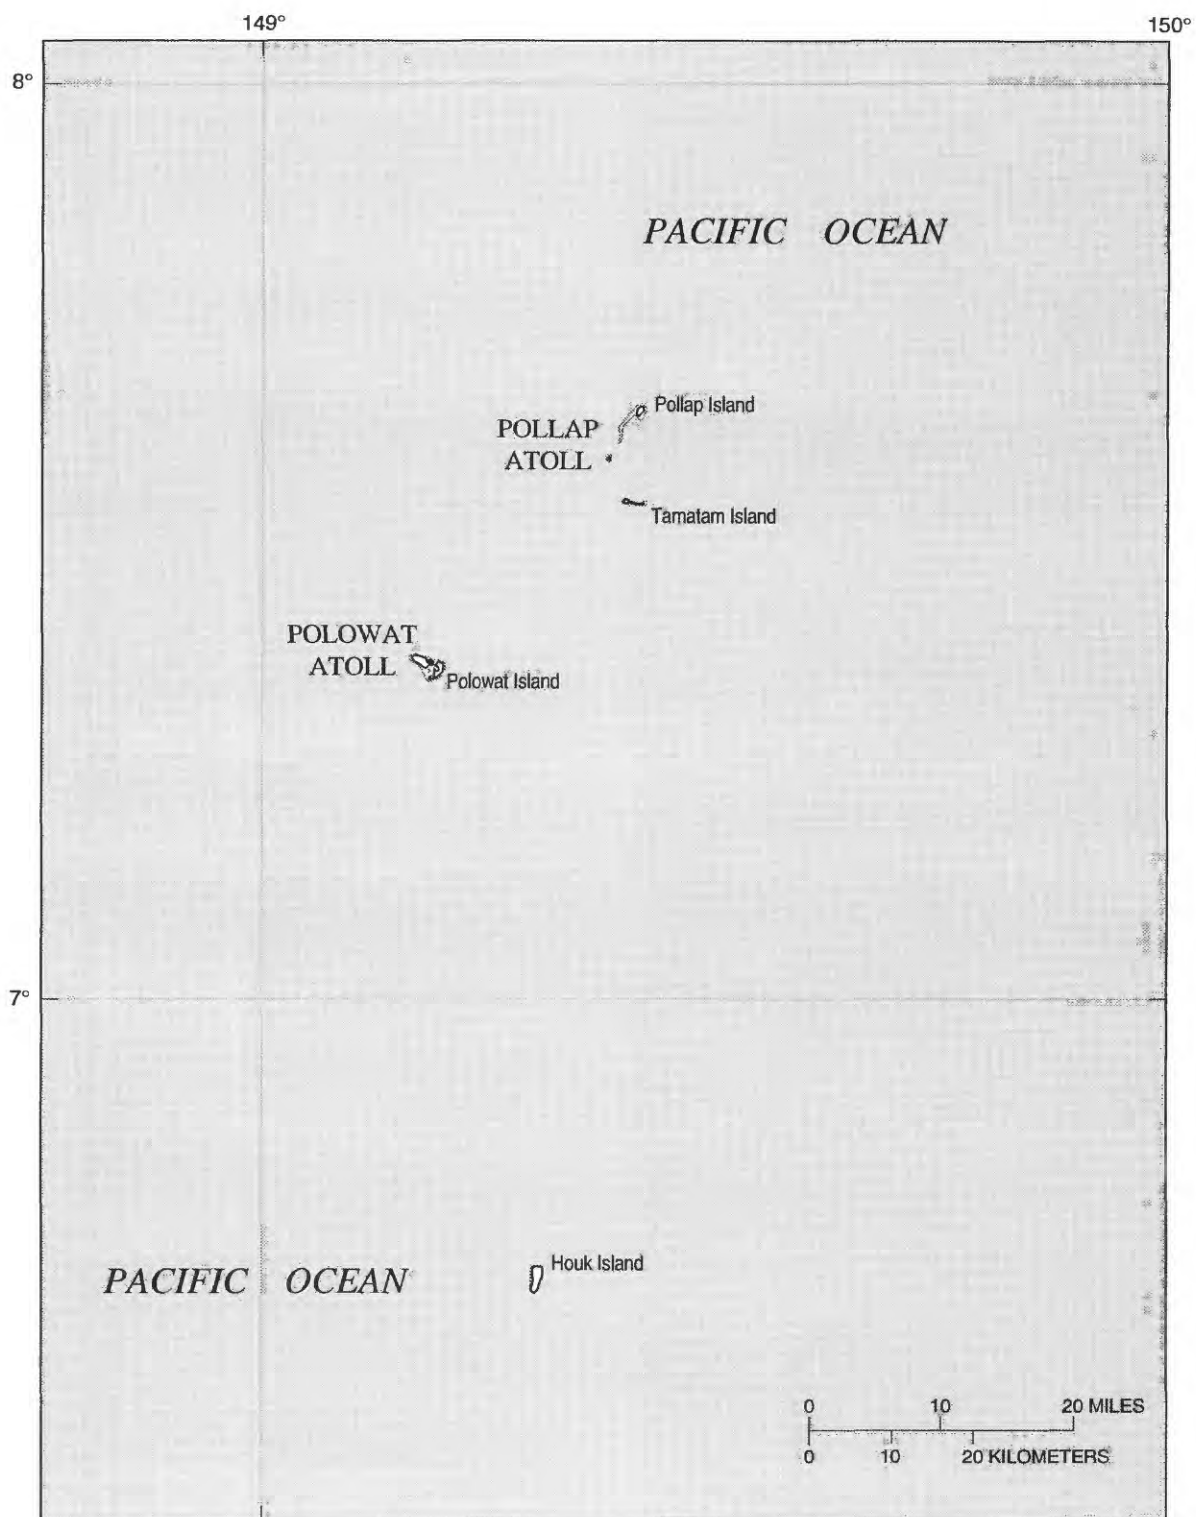 149° 150°
8°
PACIFIC OCEAN
Pollap Island
POLLAP
ATOLL
Tamatam Island
POLOWAT
ATOLL
Polowat Island
7°
Houk Island
PACIFIC OCEAN
0 10 20 MILES
0 10 20 KILOMETERS